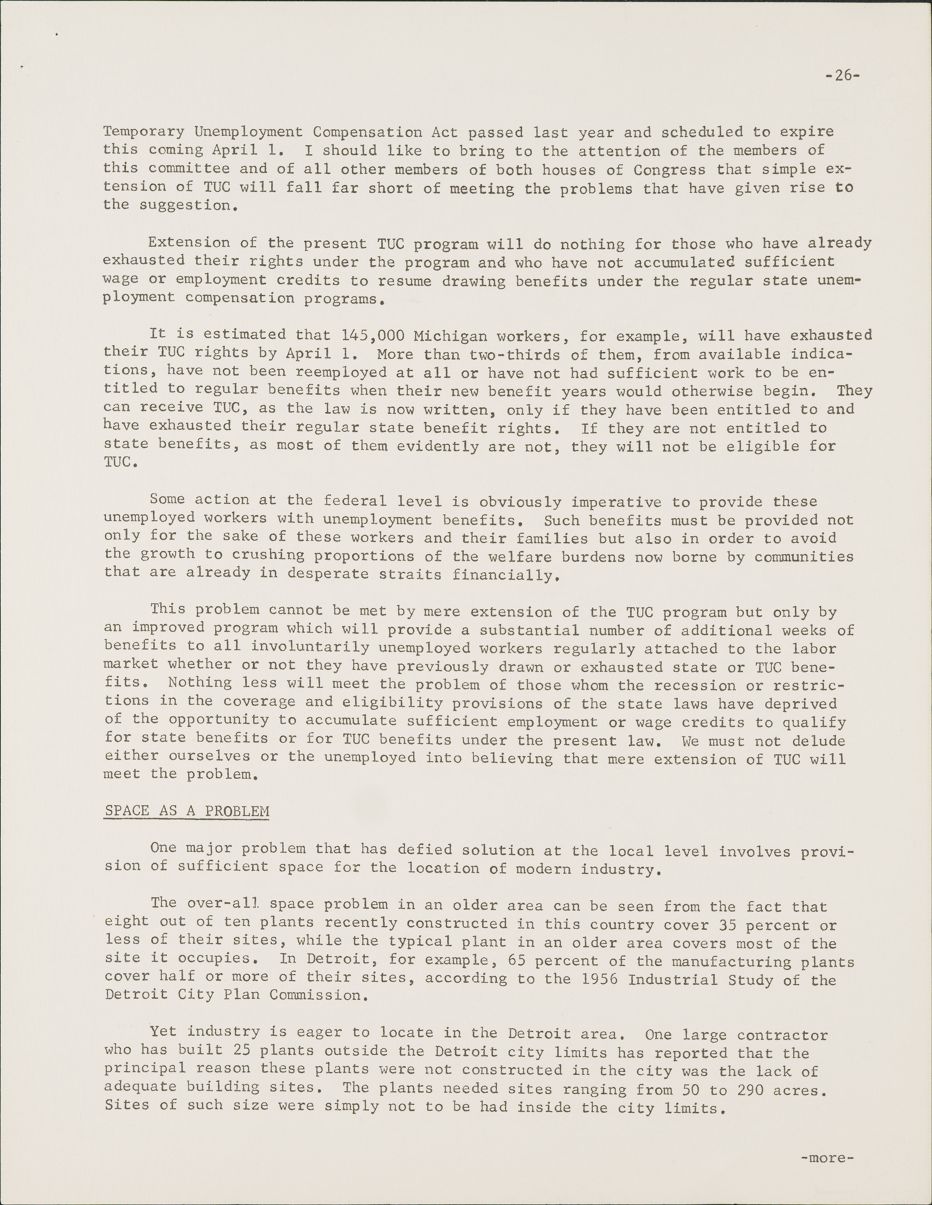 -26-
Temporary Unemployment Compensation Act passed last year and scheduled to expire
this coming April 1. I should like to bring to the attention of the members of
this committee and of all other members of both houses of Congress that simple ex-
tension of TUC will fall far short of meeting the problems that have given rise to
the suggestion.
Extension of the present TUC program will do nothing for those who have already
exhausted their rights under the program and who have not accumulated sufficient
wage or employment credits to resume drawing benefits under the regular state unem-
ployment compensation programs.
It is estimated that 145,000 Michigan workers, for example, will have exhausted
their TUC rights by April 1. More than two-thirds of them, from available indica-
tions, have not been reemployed at all or have not had sufficient work to be en-
titled to regular benefits when their new benefit years would otherwise begin. They
can receive TUC, as the law is now written, only if they have been entitled to and
have exhausted their regular state benefit rights. If they are not entitled to
state benefits, as most of them evidently are not, they will not be eligible for
TUC.
Some action at the federal level is obviously imperative to provide these
unemployed workers with unemployment benefits. Such benefits must be provided not
only for the sake of these workers and their families but also in order to avoid
the growth to crushing proportions of the welfare burdens now borne by communities
that are already in desperate straits financially.
This problem cannot be met by mere extension of the TUC program but only by
an improved program which will provide a substantial number of additional weeks of
benefits to all involuntarily unemployed workers regularly attached to the labor
market whether or not they have previously drawn or exhausted state or TUC bene-
fits. Nothing less will meet the problem of those whom the recession or restric-
tions in the coverage and eligibility provisions of the state laws have deprived
of the opportunity to accumulate sufficient employment or wage credits to qualify
for state benefits or for TUC benefits under the present law. We must not delude
either ourselves or the unemployed into believing that mere extension of TUC will
meet the problem.
SPACE AS A PROBLEM
One major problem that has defied solution at the local level involves provi-
sion of sufficient space for the location of modern industry.
The over-all space problem in an older area can be seen from the fact that
eight out of ten plants recently constructed in this country cover 35 percent or
less of their sites, while the typical plant in an older area covers most of the
site it occupies. In Detroit, for example, 65 percent of the manufacturing plants
cover half or more of their sites, according to the 1956 Industrial Study of the
Detroit City Plan Commission.
Yet industry is eager to locate in the Detroit area. One large contractor
who has built 25 plants outside the Detroit city limits has reported that the
principal reason these plants were not constructed in the city was the lack of
adequate building sites. The plants needed sites ranging from 50 to 290 acres.
Sites of such size were simply not to be had inside the city limits.
-more-